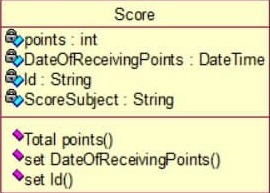 Score
points : int
DateOfReceivingPoints : DateTime
Id : String
ScoreSubject : String
Total points()
set DateOfReceivingPoints()
set Id()